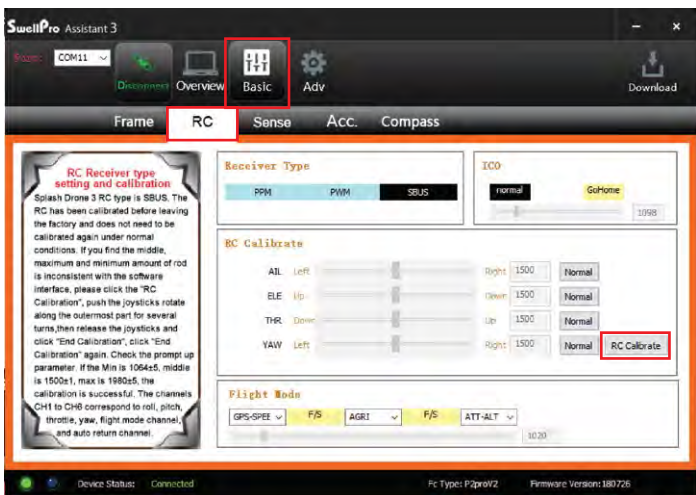 SwellPro Assistant 3
COM11
Disconnect Overview Basic Adv Download
Frame RC Sense Acc. Compass
RC Receiver type
setting and calibration
Splash Drone 3 RC type is SBUS. The
RC has been calibrated before leaving
the factory and does not need to be
calibrated again under normal
conditions. If you find the middle,
maximum and minimum amount of rod
is inconsistent with the software
interface, please click the "RC
Calibration", push the joysticks rotate
along the outermost part for several
turns,then release the joysticks and
click "End Calibration", click "End
Calibration" again. Check the prompt up
parameter. If the Min is 1064±5, middle
is 1500±1, max is 1980±5, the
calibration is successful. The channels
CH1 to CH6 correspond to roll, pitch,
throttle, yaw, flight mode channel,
and auto return channel.
Receiver Type
PPM PWM SBUS
ICO
normal GoHome
1098
RC Calibrate
AIL Left Right 1500 Normal
ELE Up Down 1500 Normal
THR Down Up 1500 Normal
YAW Left Right 1500 Normal RC Calibrate
Flight Mode
GPS-SPEE F/S AGRI F/S ATT-ALT
1020
Device Status: Connected Fc Type: P2proV2 Firmware Version: 180726